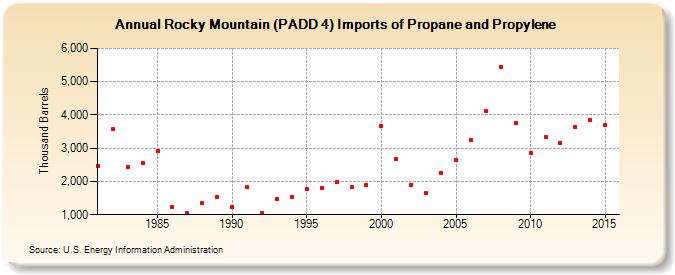 Annual Rocky Mountain (PADD 4) Imports of Propane and Propylene
Thousand Barrels
6,000
5,000
4,000
3,000
2,000
1,000
1985 1990 1995 2000 2005 2010 2015
Source: U.S. Energy Information Administration